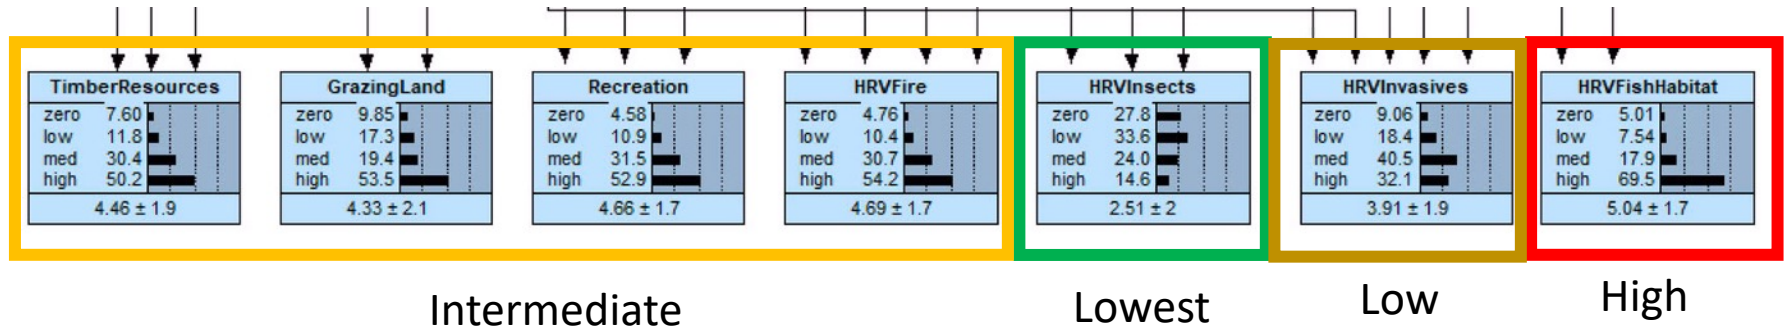 TimberResources
zero 7.60
low 11.8
med 30.4
high 50.2
4.46 ± 1.9
GrazingLand
zero 9.85
low 17.3
med 19.4
high 53.5
4.33 ± 2.1
Recreation
zero 4.58
low 10.9
med 31.5
high 52.9
4.66 ± 1.7
HRVFire
zero 4.76
low 10.4
med 30.7
high 54.2
4.69 ± 1.7
HRVInsects
zero 27.8
low 33.6
med 24.0
high 14.6
2.51 ± 2
HRVInvasives
zero 9.06
low 18.4
med 40.5
high 32.1
3.91 ± 1.9
HRVFishHabitat
zero 5.01
low 7.54
med 17.9
high 69.5
5.04 ± 1.7
Intermediate
Lowest
Low
High